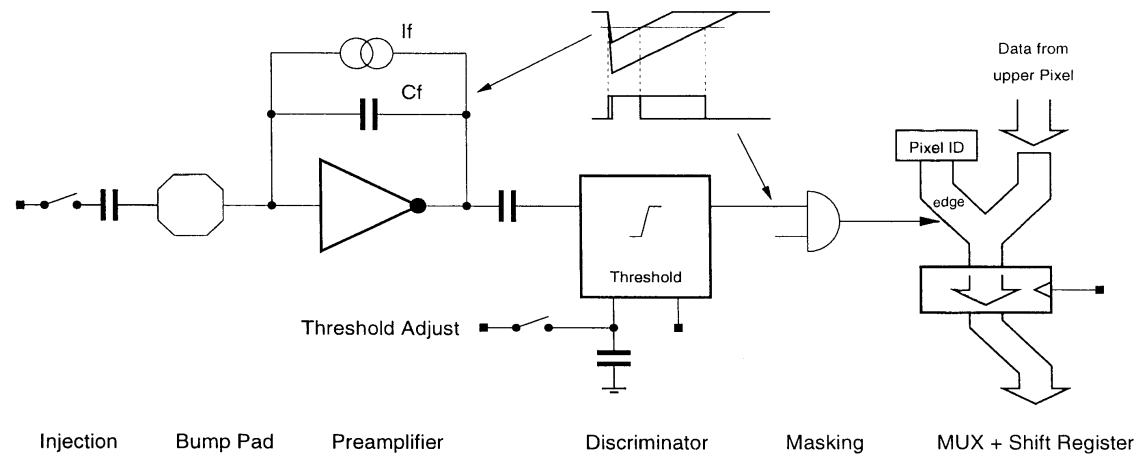 If
Cf
Data from
upper Pixel
Pixel ID
edge
Threshold
Threshold Adjust
Injection
Bump Pad
Preamplifier
Discriminator
Masking
MUX + Shift Register